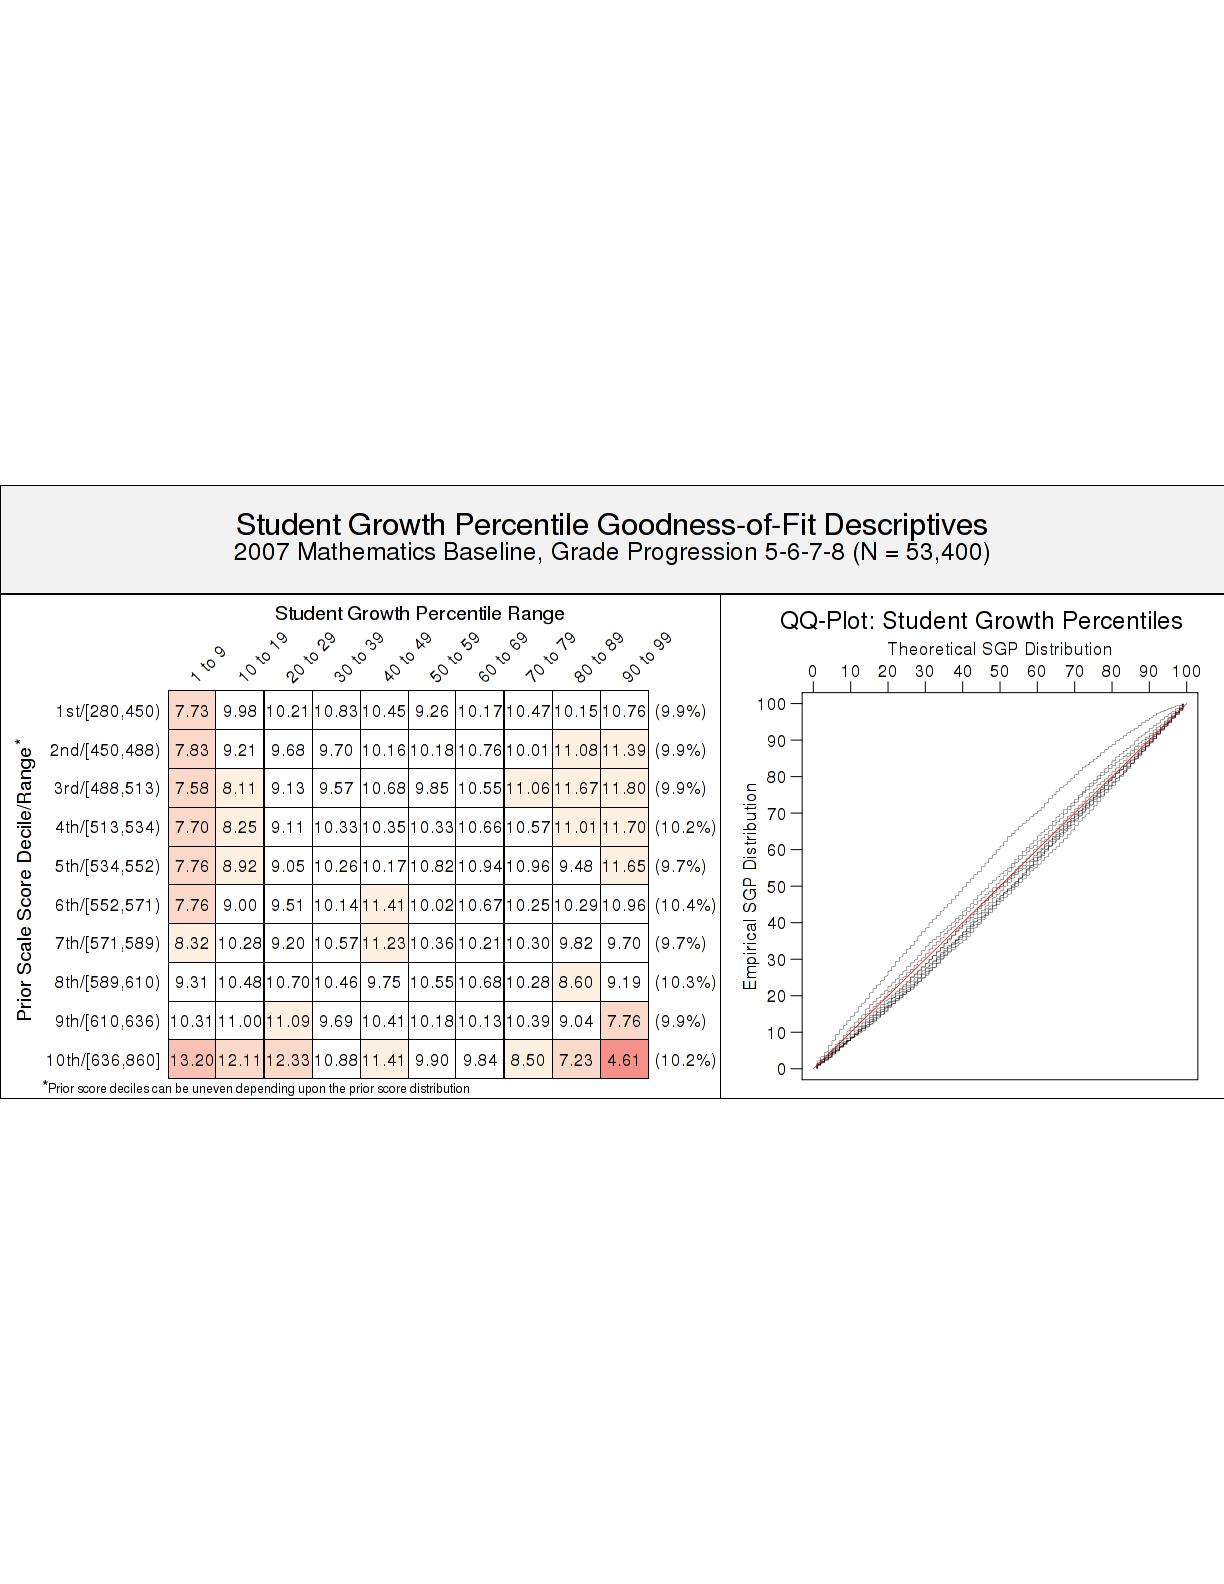 Student Growth Percentile Goodness-of-Fit Descriptives
2007 Mathematics Baseline, Grade Progression 5-6-7-8 (N = 53,400)
Student Growth Percentile Range
1 to 9 10 to 19 20 to 29 30 to 39 40 to 49 50 to 59 60 to 69 70 to 79 80 to 89 90 to 99
Prior Scale Score Decile/Range*
1st/[280,450) 7.73 9.98 10.21 10.83 10.45 9.26 10.17 10.47 10.15 10.76 (9.9%)
2nd/[450,488) 7.83 9.21 9.68 9.70 10.16 10.18 10.76 10.01 11.08 11.39 (9.9%)
3rd/[488,513) 7.58 8.11 9.13 9.57 10.68 9.85 10.55 11.06 11.67 11.80 (9.9%)
4th/[513,534) 7.70 8.25 9.11 10.33 10.35 10.33 10.66 10.57 11.01 11.70 (10.2%)
5th/[534,552) 7.76 8.92 9.05 10.26 10.17 10.82 10.94 10.96 9.48 11.65 (9.7%)
6th/[552,571) 7.76 9.00 9.51 10.14 11.41 10.02 10.67 10.25 10.29 10.96 (10.4%)
7th/[571,589) 8.32 10.28 9.20 10.57 11.23 10.36 10.21 10.30 9.82 9.70 (9.7%)
8th/[589,610) 9.31 10.48 10.70 10.46 9.75 10.55 10.68 10.28 8.60 9.19 (10.3%)
9th/[610,636) 10.31 11.00 11.09 9.69 10.41 10.18 10.13 10.39 9.04 7.76 (9.9%)
10th/[636,860] 13.20 12.11 12.33 10.88 11.41 9.90 9.84 8.50 7.23 4.61 (10.2%)
*Prior score deciles can be uneven depending upon the prior score distribution
QQ-Plot: Student Growth Percentiles
Theoretical SGP Distribution
0 10 20 30 40 50 60 70 80 90 100
Empirical SGP Distribution
100
90
80
70
60
50
40
30
20
10
0